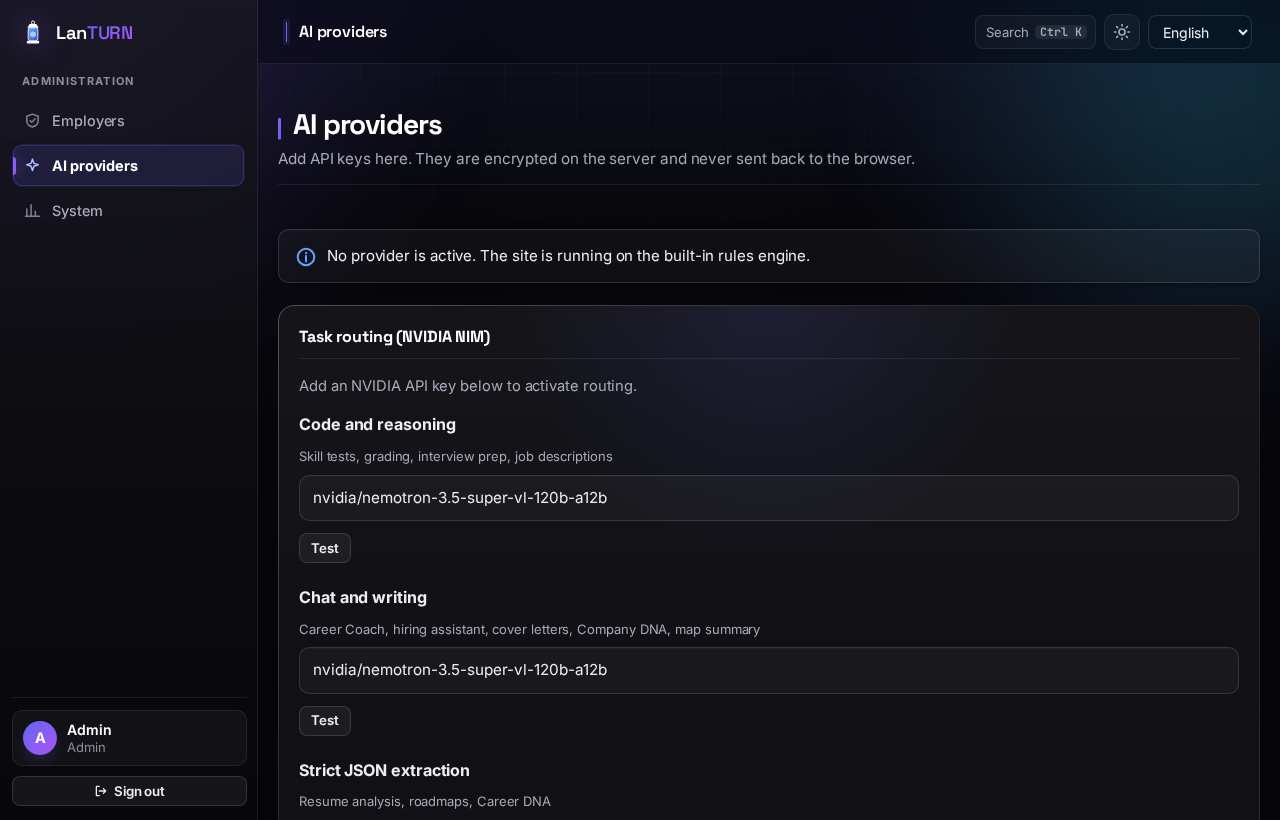 LanTURN
ADMINISTRATION
Employers
AI providers
System
Admin
Admin
Sign out
AI providers
Search Ctrl K
English
AI providers
Add API keys here. They are encrypted on the server and never sent back to the browser.
No provider is active. The site is running on the built-in rules engine.
Task routing (NVIDIA NIM)
Add an NVIDIA API key below to activate routing.
Code and reasoning
Skill tests, grading, interview prep, job descriptions
nvidia/nemotron-3.5-super-vl-120b-a12b
Test
Chat and writing
Career Coach, hiring assistant, cover letters, Company DNA, map summary
nvidia/nemotron-3.5-super-vl-120b-a12b
Test
Strict JSON extraction
Resume analysis, roadmaps, Career DNA
A